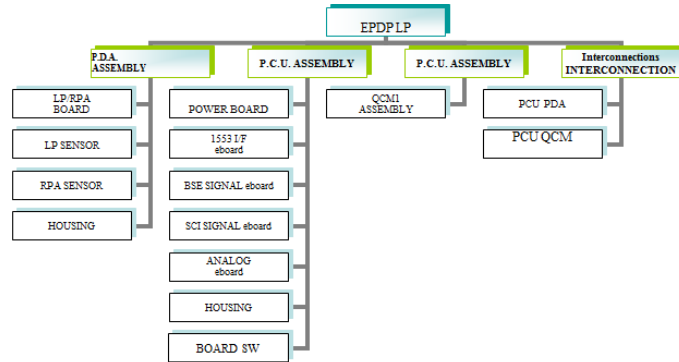 EPDP LP
P.D.A.
ASSEMBLY
P.C.U. ASSEMBLY
P.C.U. ASSEMBLY
Interconnections
INTERCONNECTION
LP/RPA
BOARD
LP SENSOR
RPA SENSOR
HOUSING
POWER BOARD
1553 I/F
eboard
BSE SIGNAL eboard
SCI SIGNAL eboard
ANALOG
eboard
HOUSING
BOARD SW
QCM1
ASSEMBLY
PCU PDA
PCU QCM